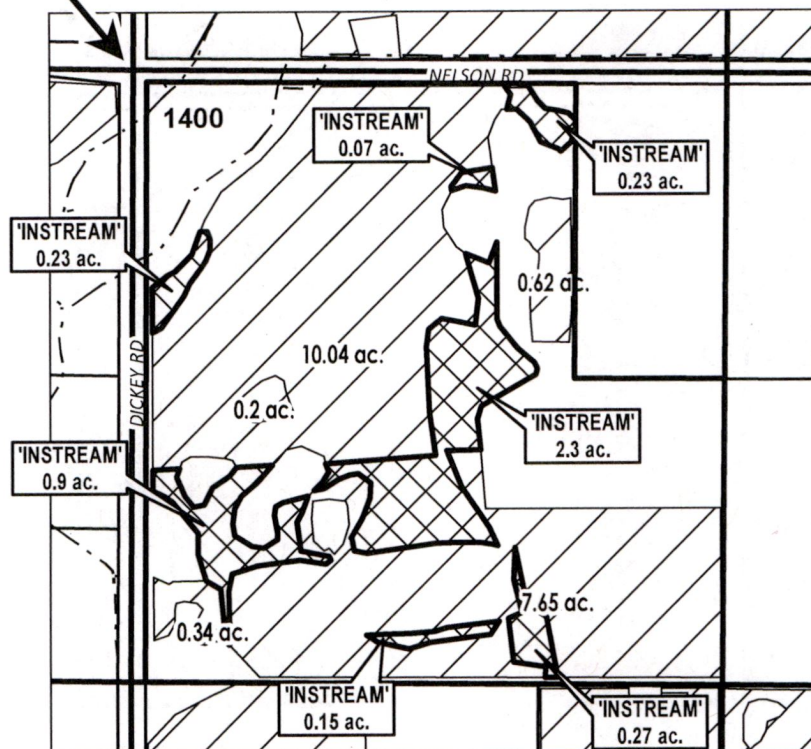 NELSON RD
1400
'INSTREAM'
0.07 ac.
'INSTREAM'
0.23 ac.
'INSTREAM'
0.23 ac.
0.62 ac.
10.04 ac.
DICKEY RD
0.2 ac.
'INSTREAM'
2.3 ac.
'INSTREAM'
0.9 ac.
7.65 ac.
0.34 ac.
'INSTREAM'
0.15 ac.
'INSTREAM'
0.27 ac.